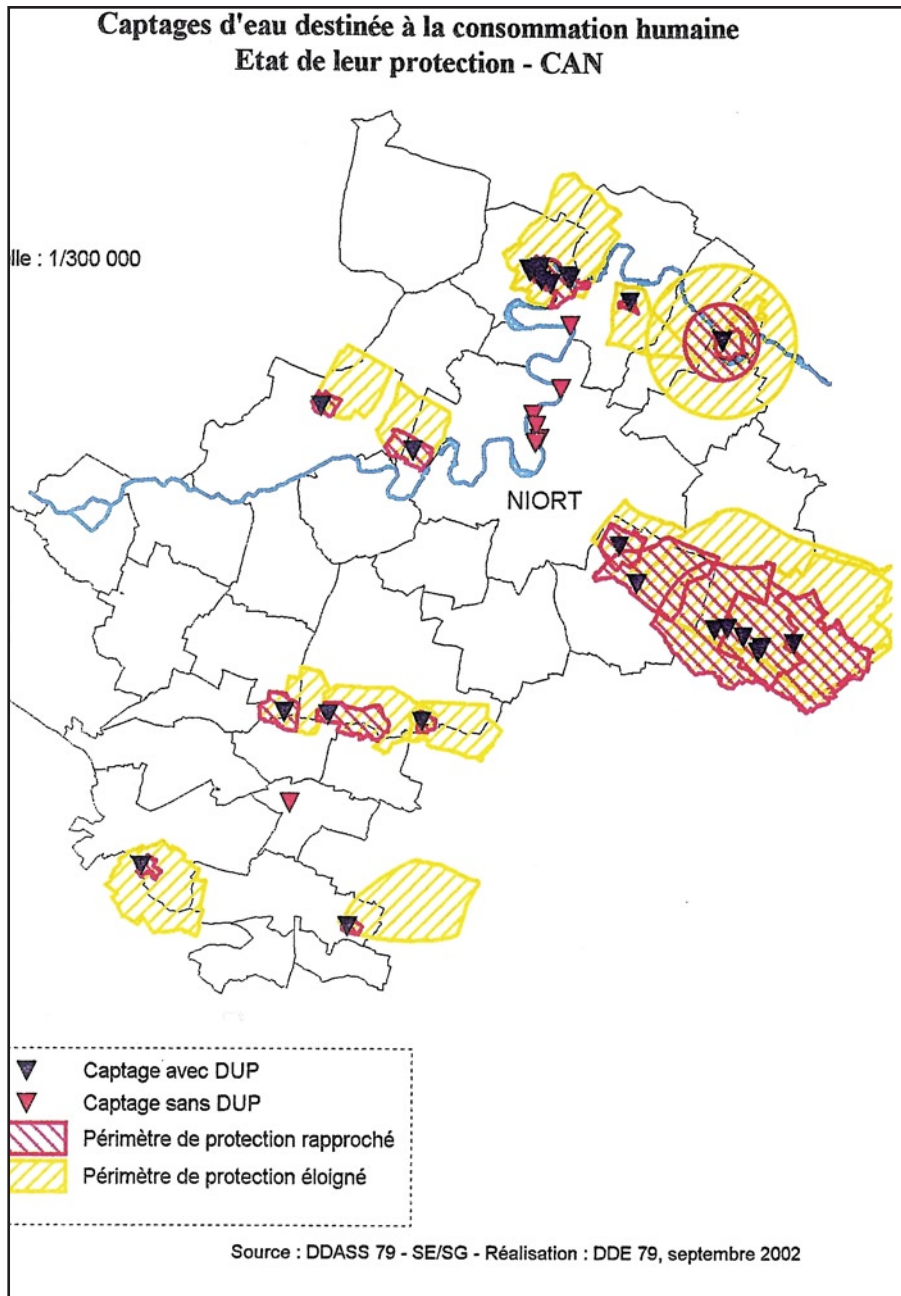 Captages d'eau destinée à la consommation humaine
Etat de leur protection - CAN
lle : 1/300 000
NIORT
Captage avec DUP
Captage sans DUP
Périmètre de protection rapproché
Périmètre de protection éloigné
Source : DDASS 79 - SE/SG - Réalisation : DDE 79, septembre 2002